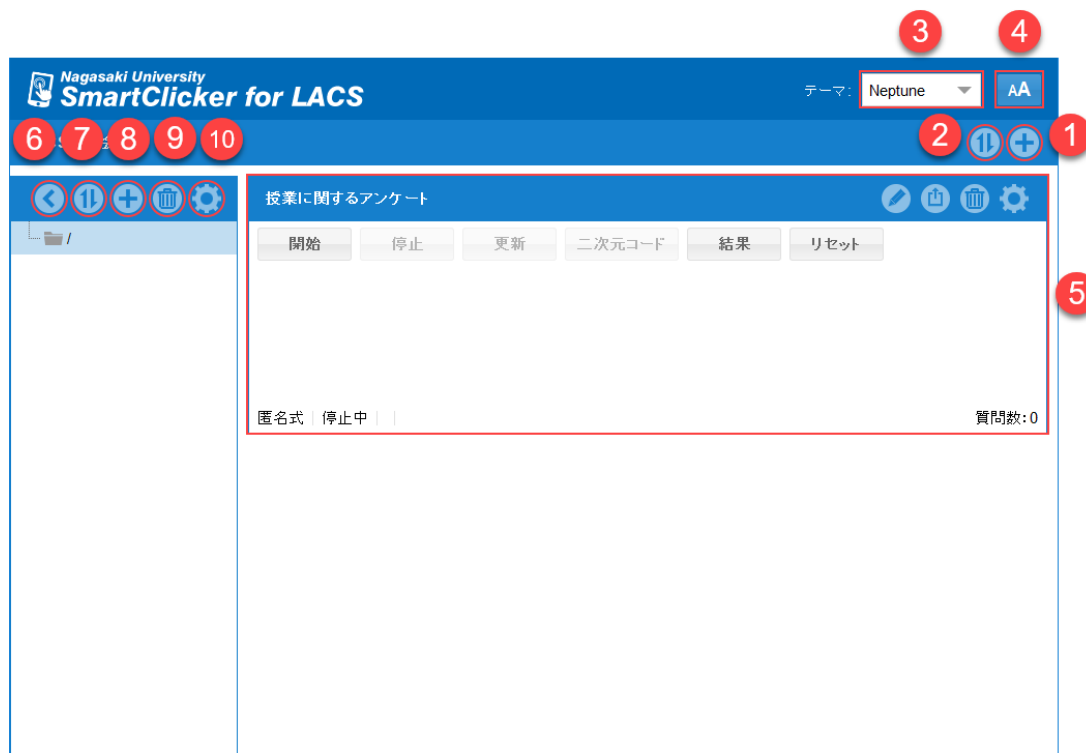 3 4
Nagasaki University
SmartClicker for LACS
テーマ: Neptune AA
6 7 8 9 10 2 1
授業に関するアンケート
/
開始 停止 更新 二次元コード 結果 リセット
5
匿名式 停止中 質問数:0